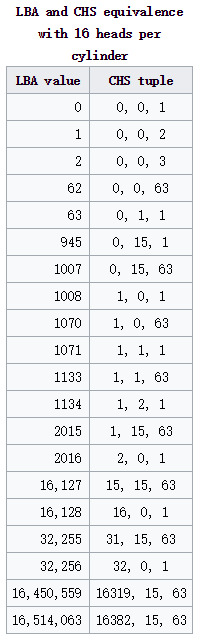 LBA and CHS equivalence
with 16 heads per
cylinder
LBA value CHS tuple
0 0, 0, 1
1 0, 0, 2
2 0, 0, 3
62 0, 0, 63
63 0, 1, 1
945 0, 15, 1
1007 0, 15, 63
1008 1, 0, 1
1070 1, 0, 63
1071 1, 1, 1
1133 1, 1, 63
1134 1, 2, 1
2015 1, 15, 63
2016 2, 0, 1
16,127 15, 15, 63
16,128 16, 0, 1
32,255 31, 15, 63
32,256 32, 0, 1
16,450,559 16319, 15, 63
16,514,063 16382, 15, 63